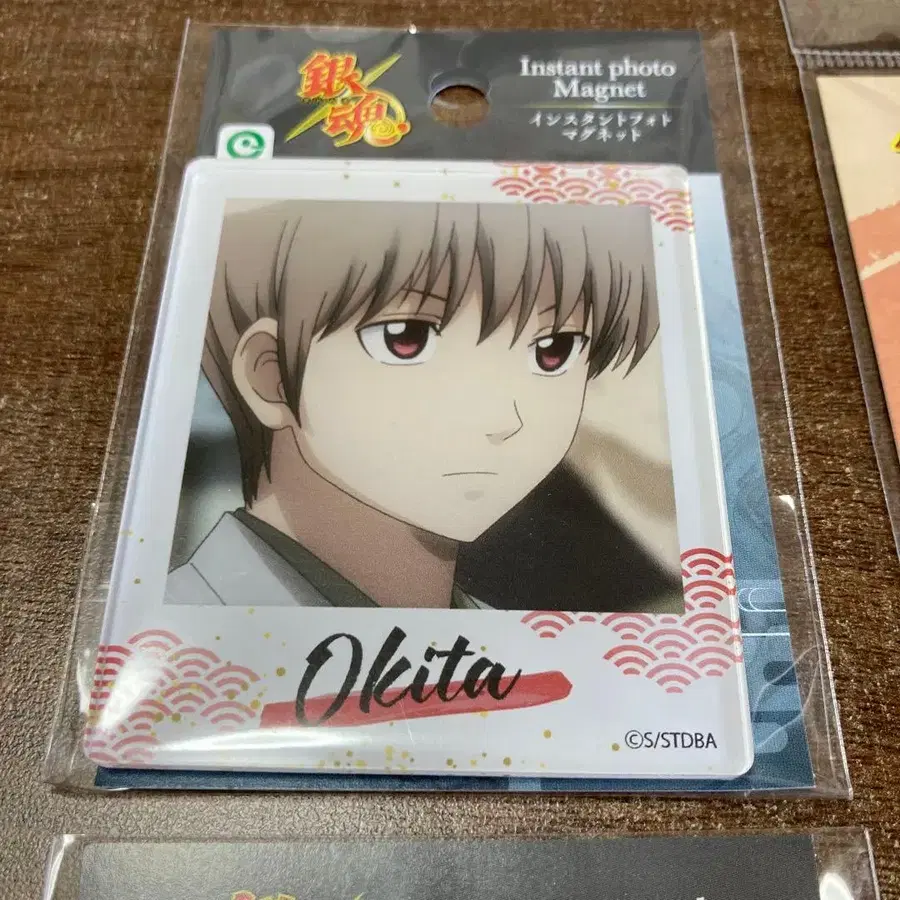 銀魂
Instant photo
Magnet
インスタントフォト
マグネット
Okita
©S/STDBA